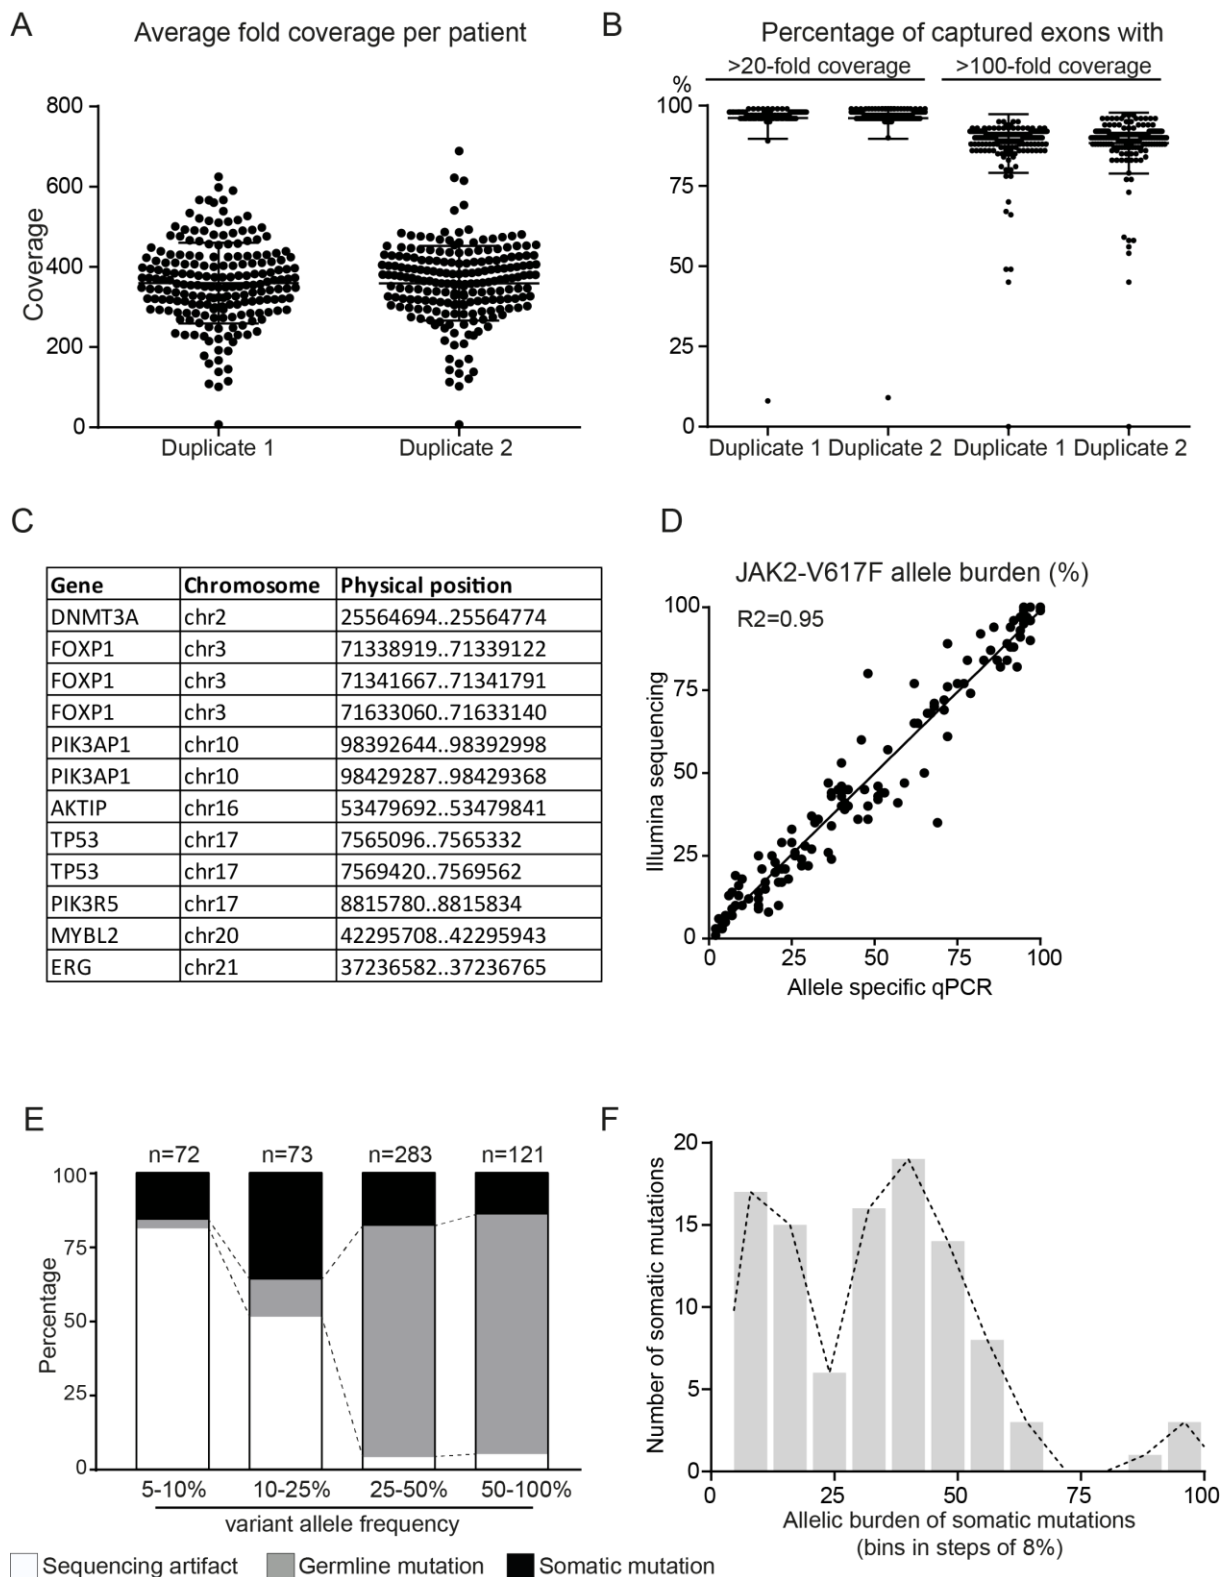 A
Average fold coverage per patient
800
600
400
200
0
Coverage
Duplicate 1
Duplicate 2
B
Percentage of captured exons with
>20-fold coverage
>100-fold coverage
%
100
75
50
25
0
Duplicate 1
Duplicate 2
Duplicate 1
Duplicate 2
C
Gene Chromosome Physical position
DNMT3A chr2 25564694..25564774
FOXP1 chr3 71338919..71339122
FOXP1 chr3 71341667..71341791
FOXP1 chr3 71633060..71633140
PIK3AP1 chr10 98392644..98392998
PIK3AP1 chr10 98429287..98429368
AKTIP chr16 53479692..53479841
TP53 chr17 7565096..7565332
TP53 chr17 7569420..7569562
PIK3R5 chr17 8815780..8815834
MYBL2 chr20 42295708..42295943
ERG chr21 37236582..37236765
D
JAK2-V617F allele burden (%)
R2=0.95
100
75
50
25
0
Illumina sequencing
0 25 50 75 100
Allele specific qPCR
E
n=72 n=73 n=283 n=121
100
75
50
25
0
Percentage
5-10% 10-25% 25-50% 50-100%
variant allele frequency
Sequencing artifact
Germline mutation
Somatic mutation
F
20
15
10
5
0
Number of somatic mutations
0 25 50 75 100
Allelic burden of somatic mutations
(bins in steps of 8%)